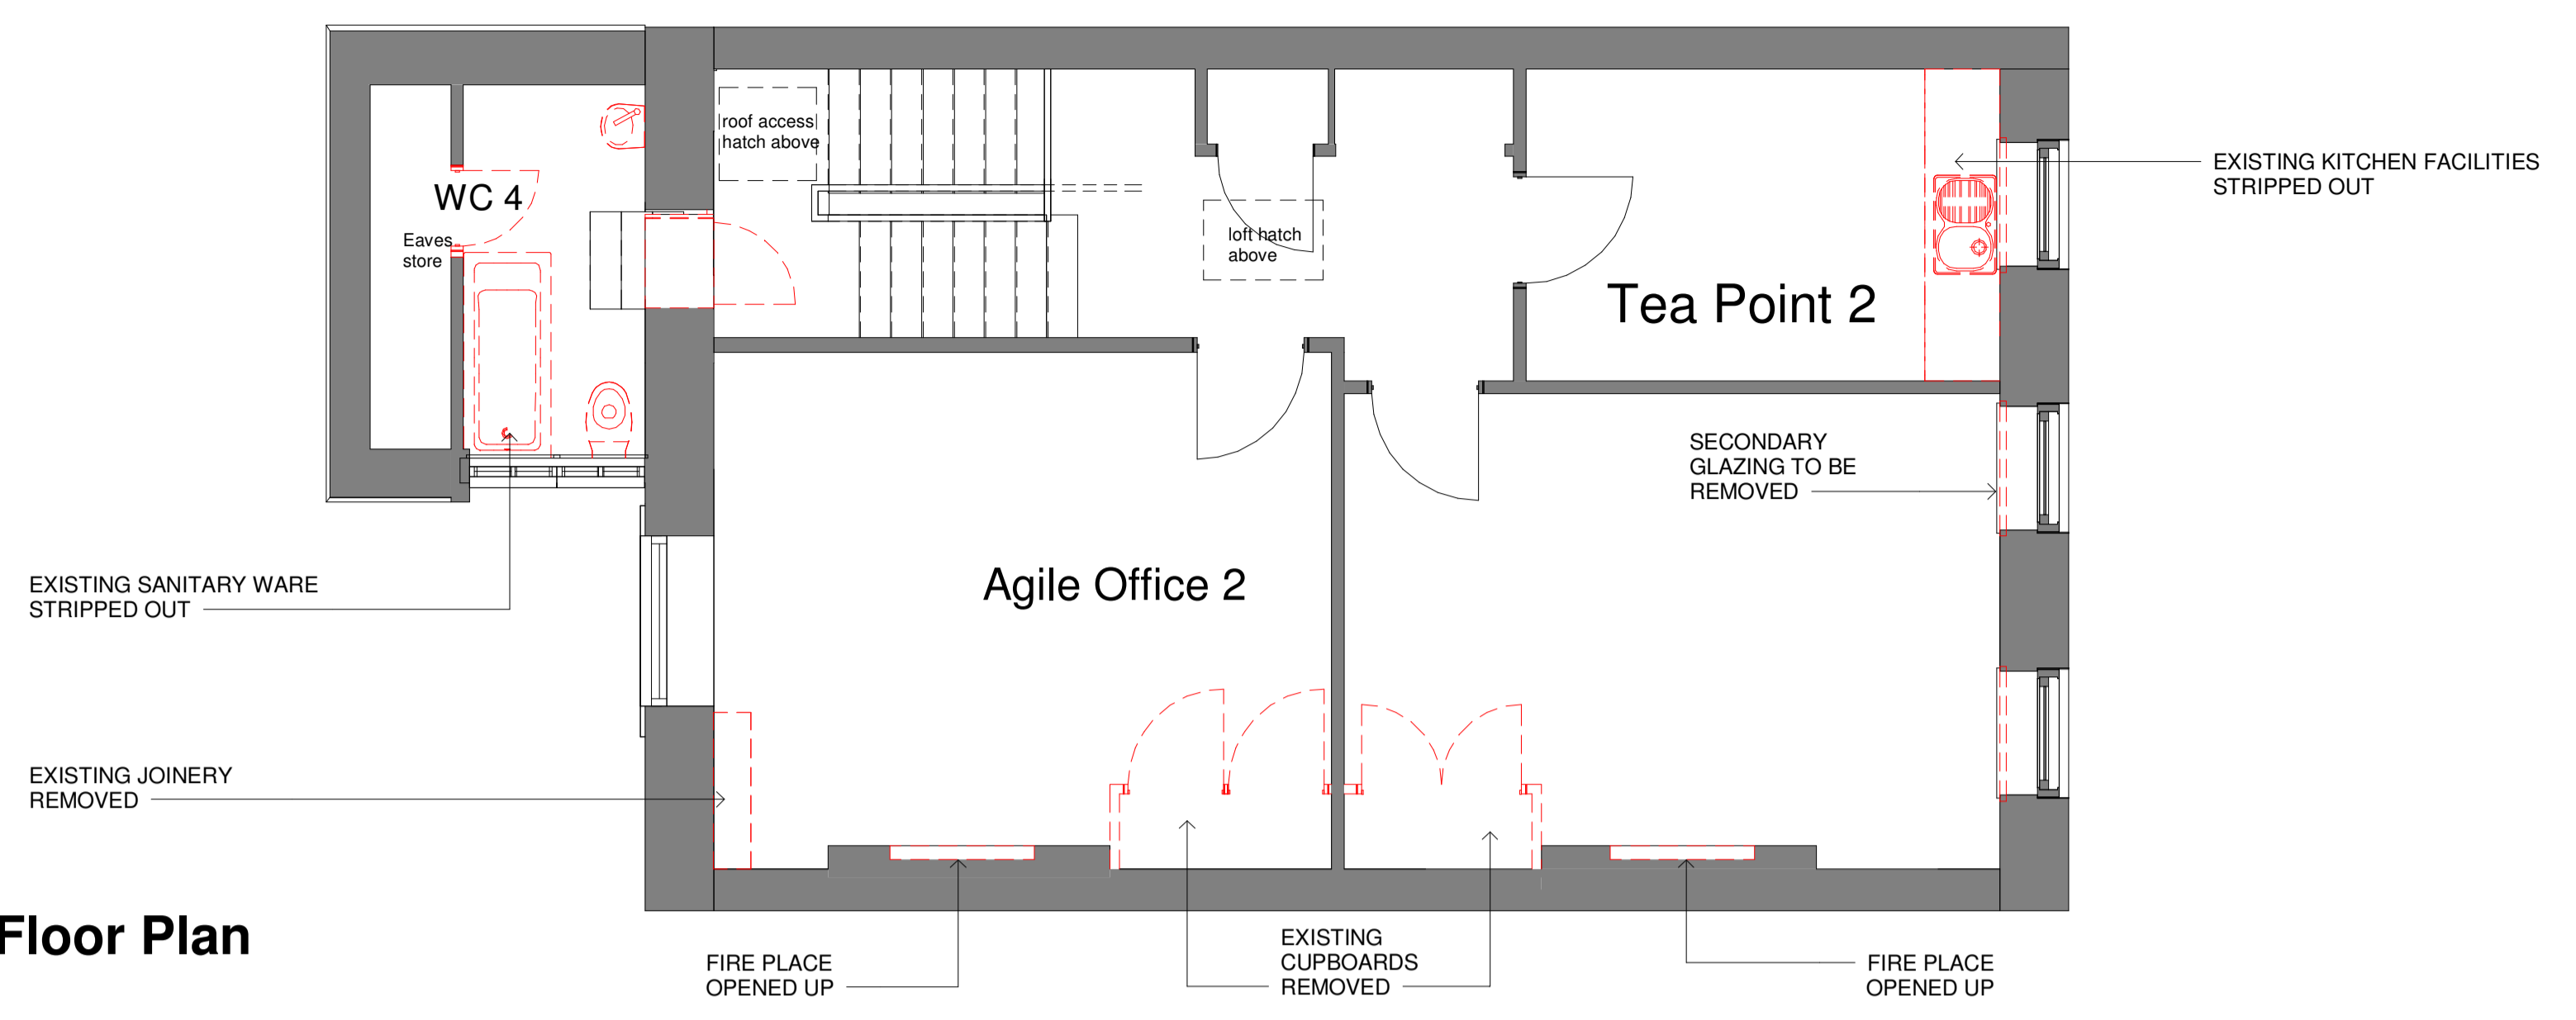 roof access
hatch above
WC 4
Eaves
store
loft hatch
above
Tea Point 2
EXISTING KITCHEN FACILITIES
STRIPPED OUT
SECONDARY
GLAZING TO BE
REMOVED
Agile Office 2
EXISTING SANITARY WARE
STRIPPED OUT
EXISTING JOINERY
REMOVED
Floor Plan
FIRE PLACE
OPENED UP
EXISTING
CUPBOARDS
REMOVED
FIRE PLACE
OPENED UP